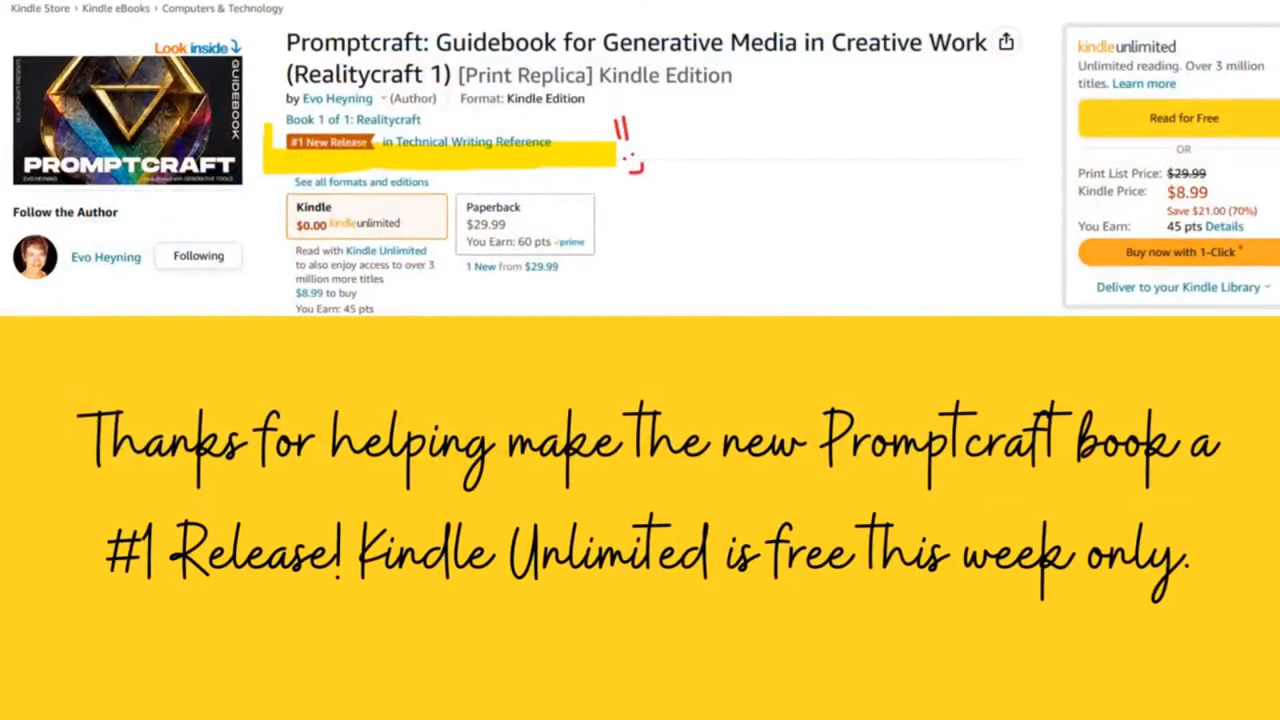 Kindle Store › Kindle eBooks › Computers & Technology
Look inside
GUIDEBOOK
PROMPTCRAFT
EVO HEYNING
Follow the Author
Evo Heyning
Following
Promptcraft: Guidebook for Generative Media in Creative Work
(Realitycraft 1) [Print Replica] Kindle Edition
by Evo Heyning (Author) Format: Kindle Edition
Book 1 of 1: Realitycraft
#1 New Release in Technical Writing Reference
See all formats and editions
Kindle
$0.00 kindleunlimited
Read with Kindle Unlimited
to also enjoy access to over 3
million more titles
$8.99 to buy
You Earn: 45 pts
Paperback
$29.99
You Earn: 60 pts prime
1 New from $29.99
kindleunlimited
Unlimited reading. Over 3 million
titles. Learn more
Read for Free
OR
Print List Price: $29.99
Kindle Price: $8.99
Save $21.00 (70%)
You Earn: 45 pts Details
Buy now with 1-Click
Deliver to your Kindle Library
Thanks for helping make the new Promptcraft book a
#1 Release! Kindle Unlimited is free this week only.